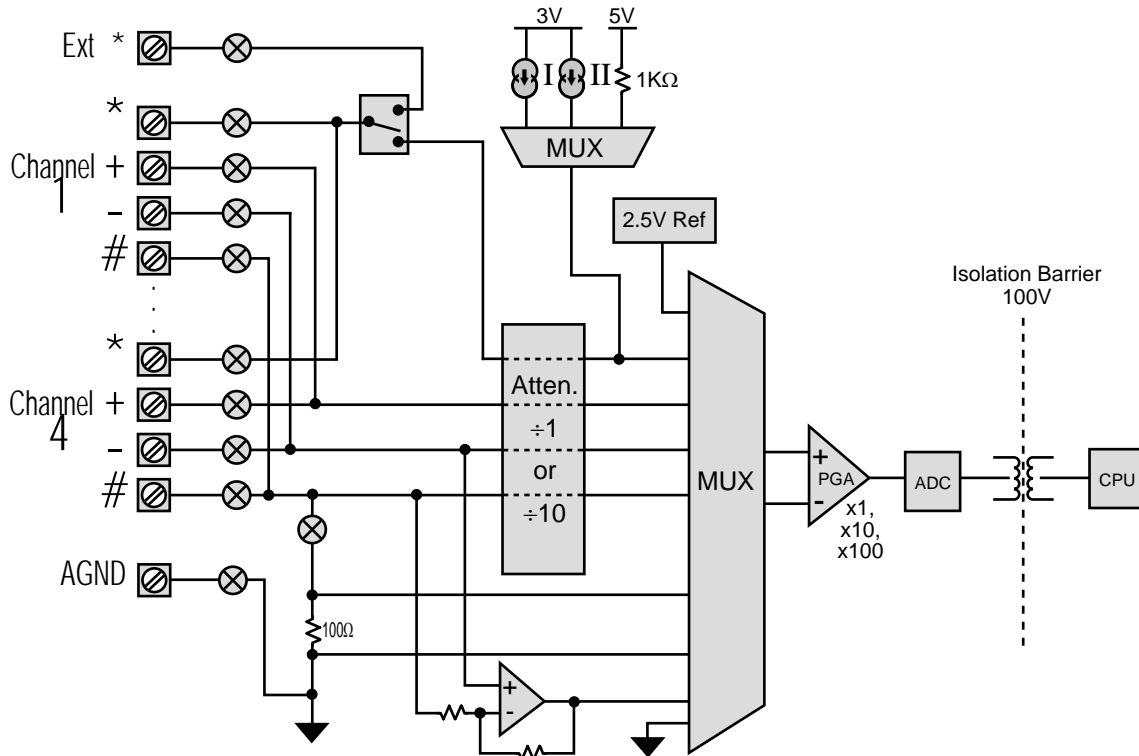 Ext *
3V 5V
I II 1KΩ
*
MUX
Channel +
1
-
#
2.5V Ref
Isolation Barrier
100V
*
Channel +
4
-
#
Atten.
÷1
or
÷10
MUX
+
PGA
-
x1,
x10,
x100
ADC
CPU
AGND
100Ω
+
-